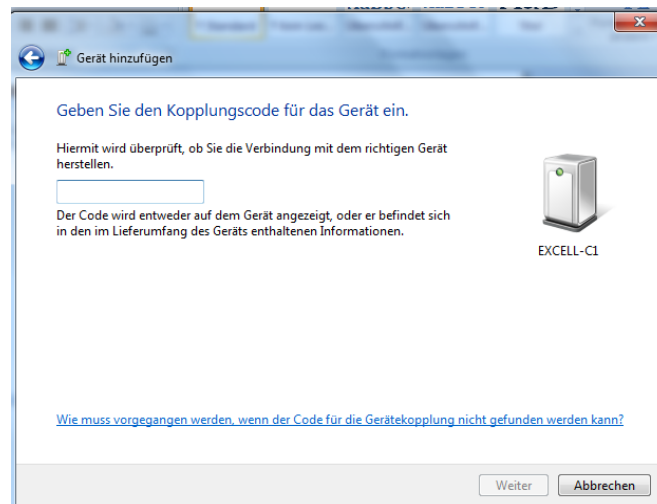 Gerät hinzufügen
Geben Sie den Kopplungscode für das Gerät ein.
Hiermit wird überprüft, ob Sie die Verbindung mit dem richtigen Gerät
herstellen.
Der Code wird entweder auf dem Gerät angezeigt, oder er befindet sich
in den im Lieferumfang des Geräts enthaltenen Informationen.
EXCELL-C1
Wie muss vorgegangen werden, wenn der Code für die Gerätekopplung nicht gefunden werden kann?
Weiter
Abbrechen